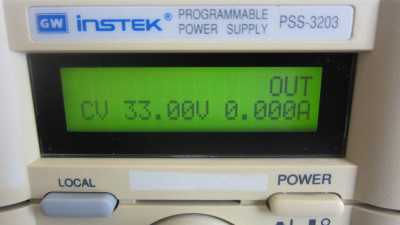 GW INSTEK® PROGRAMMABLE POWER SUPPLY PSS-3203
OUT
CV 33.00V 0.000A
LOCAL POWER